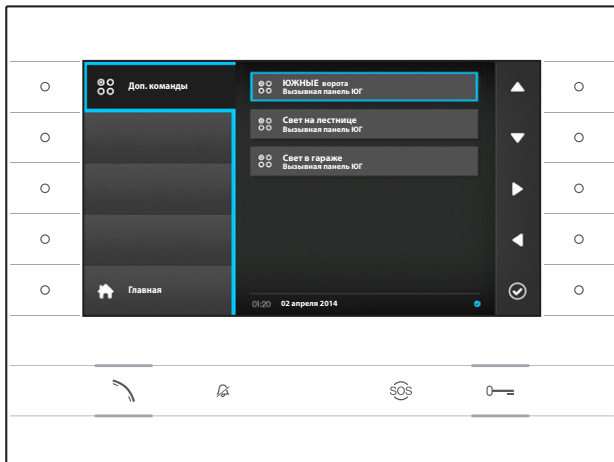 Доп. команды
ЮЖНЫЕ ворота
Вызывная панель ЮГ
Свет на лестнице
Вызывная панель ЮГ
Свет в гараже
Вызывная панель ЮГ
Главная
01:20 02 апреля 2014
SOS